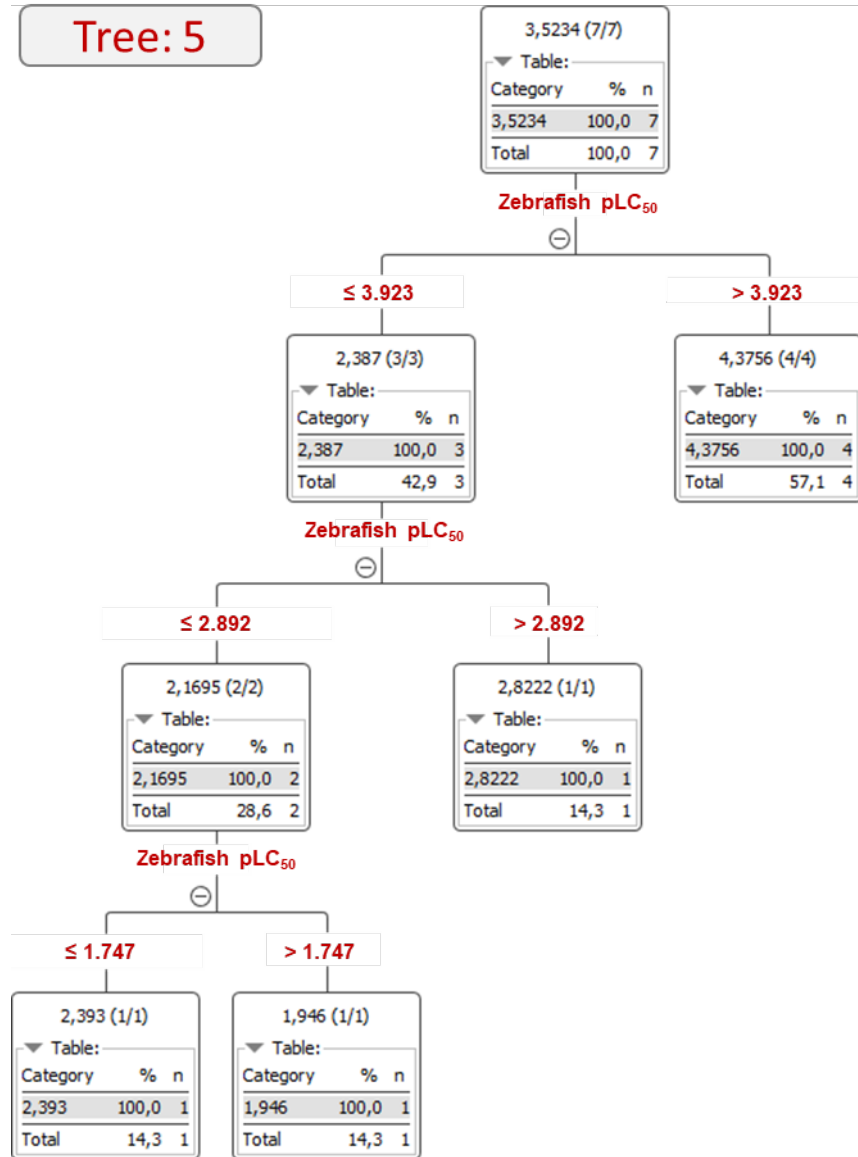 Tree: 5
3,5234 (7/7)
Table:
Category % n
3,5234 100,0 7
Total 100,0 7
Zebrafish pLC₅₀
≤ 3.923
> 3.923
2,387 (3/3)
Table:
Category % n
2,387 100,0 3
Total 42,9 3
4,3756 (4/4)
Table:
Category % n
4,3756 100,0 4
Total 57,1 4
Zebrafish pLC₅₀
≤ 2.892
> 2.892
2,1695 (2/2)
Table:
Category % n
2,1695 100,0 2
Total 28,6 2
2,8222 (1/1)
Table:
Category % n
2,8222 100,0 1
Total 14,3 1
Zebrafish pLC₅₀
≤ 1.747
> 1.747
2,393 (1/1)
Table:
Category % n
2,393 100,0 1
Total 14,3 1
1,946 (1/1)
Table:
Category % n
1,946 100,0 1
Total 14,3 1